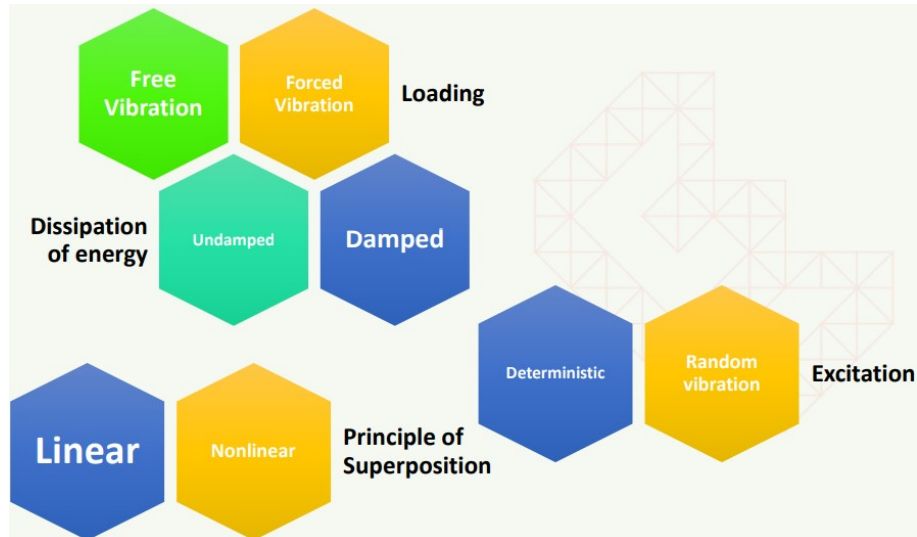 Free
Vibration
Forced
Vibration
Loading
Dissipation
of energy
Undamped
Damped
Deterministic
Random
vibration
Excitation
Linear
Nonlinear
Principle of
Superposition